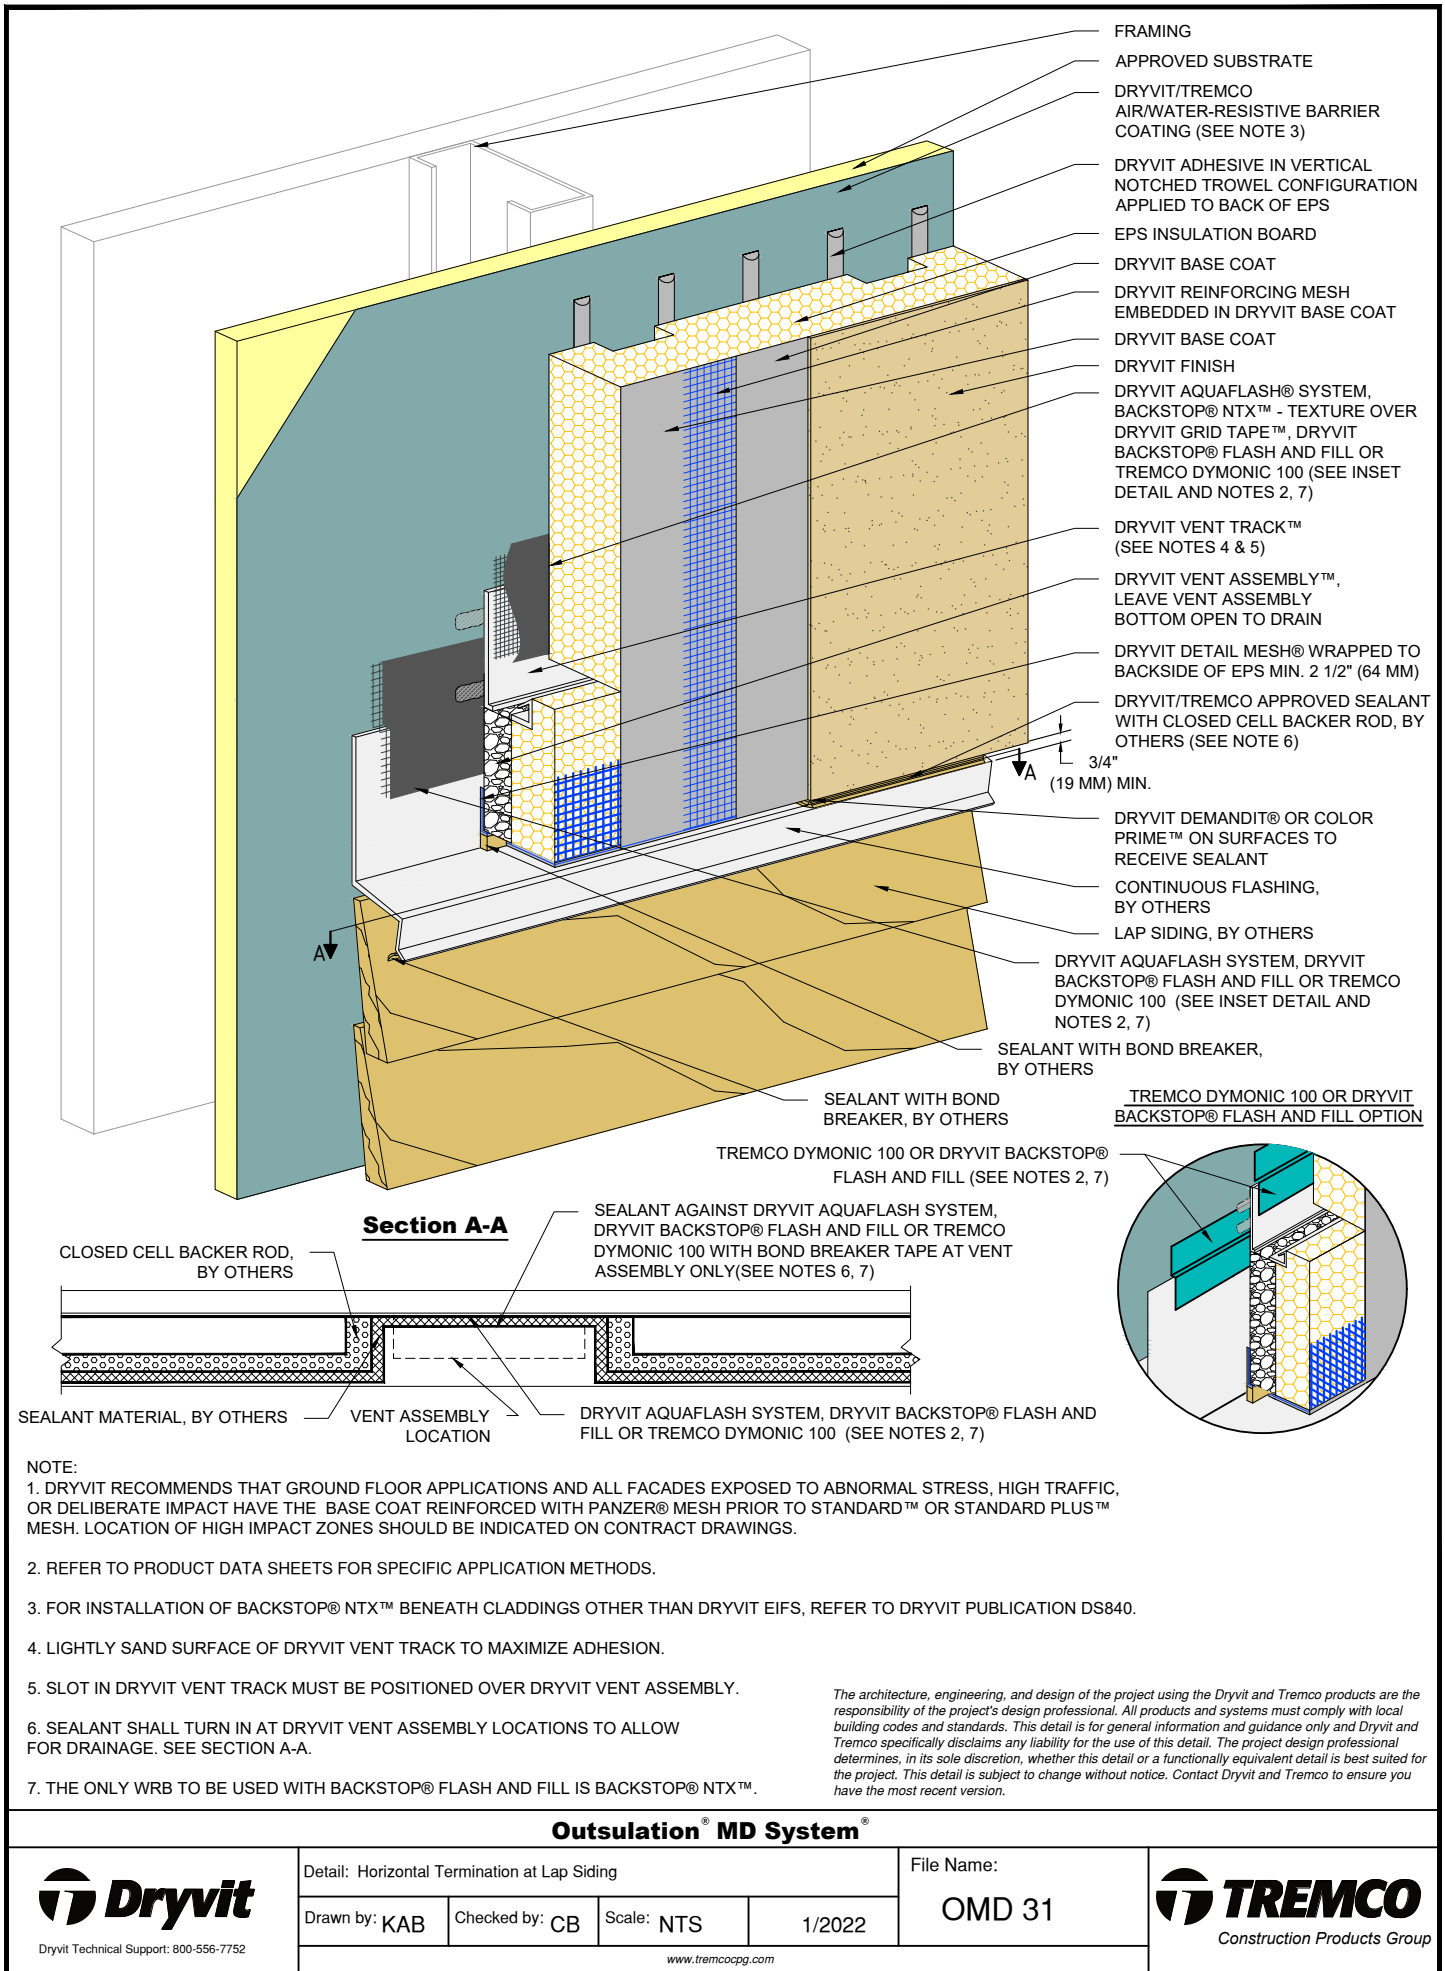 FRAMING
APPROVED SUBSTRATE
DRYVIT/TREMCO
AIR/WATER-RESISTIVE BARRIER
COATING (SEE NOTE 3)
DRYVIT ADHESIVE IN VERTICAL
NOTCHED TROWEL CONFIGURATION
APPLIED TO BACK OF EPS
EPS INSULATION BOARD
DRYVIT BASE COAT
DRYVIT REINFORCING MESH
EMBEDDED IN DRYVIT BASE COAT
DRYVIT BASE COAT
DRYVIT FINISH
DRYVIT AQUAFLASH® SYSTEM,
BACKSTOP® NTX™ - TEXTURE OVER
DRYVIT GRID TAPE™, DRYVIT
BACKSTOP® FLASH AND FILL OR
TREMCO DYMONIC 100 (SEE INSET
DETAIL AND NOTES 2, 7)
DRYVIT VENT TRACK™
(SEE NOTES 4 & 5)
DRYVIT VENT ASSEMBLY™,
LEAVE VENT ASSEMBLY
BOTTOM OPEN TO DRAIN
DRYVIT DETAIL MESH® WRAPPED TO
BACKSIDE OF EPS MIN. 2 1/2" (64 MM)
DRYVIT/TREMCO APPROVED SEALANT
WITH CLOSED CELL BACKER ROD, BY
OTHERS (SEE NOTE 6)
3/4"
(19 MM) MIN.
A
DRYVIT DEMANDIT® OR COLOR
PRIME™ ON SURFACES TO
RECEIVE SEALANT
CONTINUOUS FLASHING,
BY OTHERS
LAP SIDING, BY OTHERS
A
DRYVIT AQUAFLASH SYSTEM, DRYVIT
BACKSTOP® FLASH AND FILL OR TREMCO
DYMONIC 100 (SEE INSET DETAIL AND
NOTES 2, 7)
SEALANT WITH BOND BREAKER,
BY OTHERS
SEALANT WITH BOND
BREAKER, BY OTHERS
TREMCO DYMONIC 100 OR DRYVIT
BACKSTOP® FLASH AND FILL OPTION
TREMCO DYMONIC 100 OR DRYVIT BACKSTOP®
FLASH AND FILL (SEE NOTES 2, 7)
Section A-A
SEALANT AGAINST DRYVIT AQUAFLASH SYSTEM,
DRYVIT BACKSTOP® FLASH AND FILL OR TREMCO
DYMONIC 100 WITH BOND BREAKER TAPE AT VENT
ASSEMBLY ONLY(SEE NOTES 6, 7)
CLOSED CELL BACKER ROD,
BY OTHERS
SEALANT MATERIAL, BY OTHERS
VENT ASSEMBLY
LOCATION
DRYVIT AQUAFLASH SYSTEM, DRYVIT BACKSTOP® FLASH AND
FILL OR TREMCO DYMONIC 100 (SEE NOTES 2, 7)
NOTE:
1. DRYVIT RECOMMENDS THAT GROUND FLOOR APPLICATIONS AND ALL FACADES EXPOSED TO ABNORMAL STRESS, HIGH TRAFFIC,
OR DELIBERATE IMPACT HAVE THE BASE COAT REINFORCED WITH PANZER® MESH PRIOR TO STANDARD™ OR STANDARD PLUS™
MESH. LOCATION OF HIGH IMPACT ZONES SHOULD BE INDICATED ON CONTRACT DRAWINGS.
2. REFER TO PRODUCT DATA SHEETS FOR SPECIFIC APPLICATION METHODS.
3. FOR INSTALLATION OF BACKSTOP® NTX™ BENEATH CLADDINGS OTHER THAN DRYVIT EIFS, REFER TO DRYVIT PUBLICATION DS840.
4. LIGHTLY SAND SURFACE OF DRYVIT VENT TRACK TO MAXIMIZE ADHESION.
5. SLOT IN DRYVIT VENT TRACK MUST BE POSITIONED OVER DRYVIT VENT ASSEMBLY.
6. SEALANT SHALL TURN IN AT DRYVIT VENT ASSEMBLY LOCATIONS TO ALLOW
FOR DRAINAGE. SEE SECTION A-A.
7. THE ONLY WRB TO BE USED WITH BACKSTOP® FLASH AND FILL IS BACKSTOP® NTX™.
The architecture, engineering, and design of the project using the Dryvit and Tremco products are the
responsibility of the project's design professional. All products and systems must comply with local
building codes and standards. This detail is for general information and guidance only and Dryvit and
Tremco specifically disclaims any liability for the use of this detail. The project design professional
determines, in its sole discretion, whether this detail or a functionally equivalent detail is best suited for
the project. This detail is subject to change without notice. Contact Dryvit and Tremco to ensure you
have the most recent version.
Outsulation® MD System®
Dryvit
Dryvit Technical Support: 800-556-7752
Detail: Horizontal Termination at Lap Siding
Drawn by: KAB
Checked by: CB
Scale: NTS
1/2022
www.tremcocpg.com
File Name:
OMD 31
TREMCO
Construction Products Group